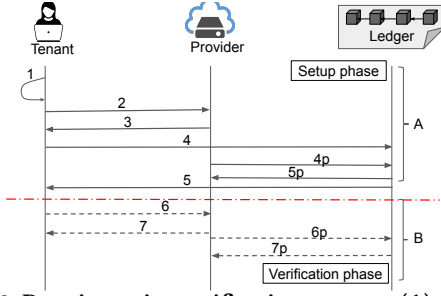 Tenant
Provider
Ledger
Setup phase
1
2
3
A
4
4p
5p
5
6
7
6p
B
7p
Verification phase